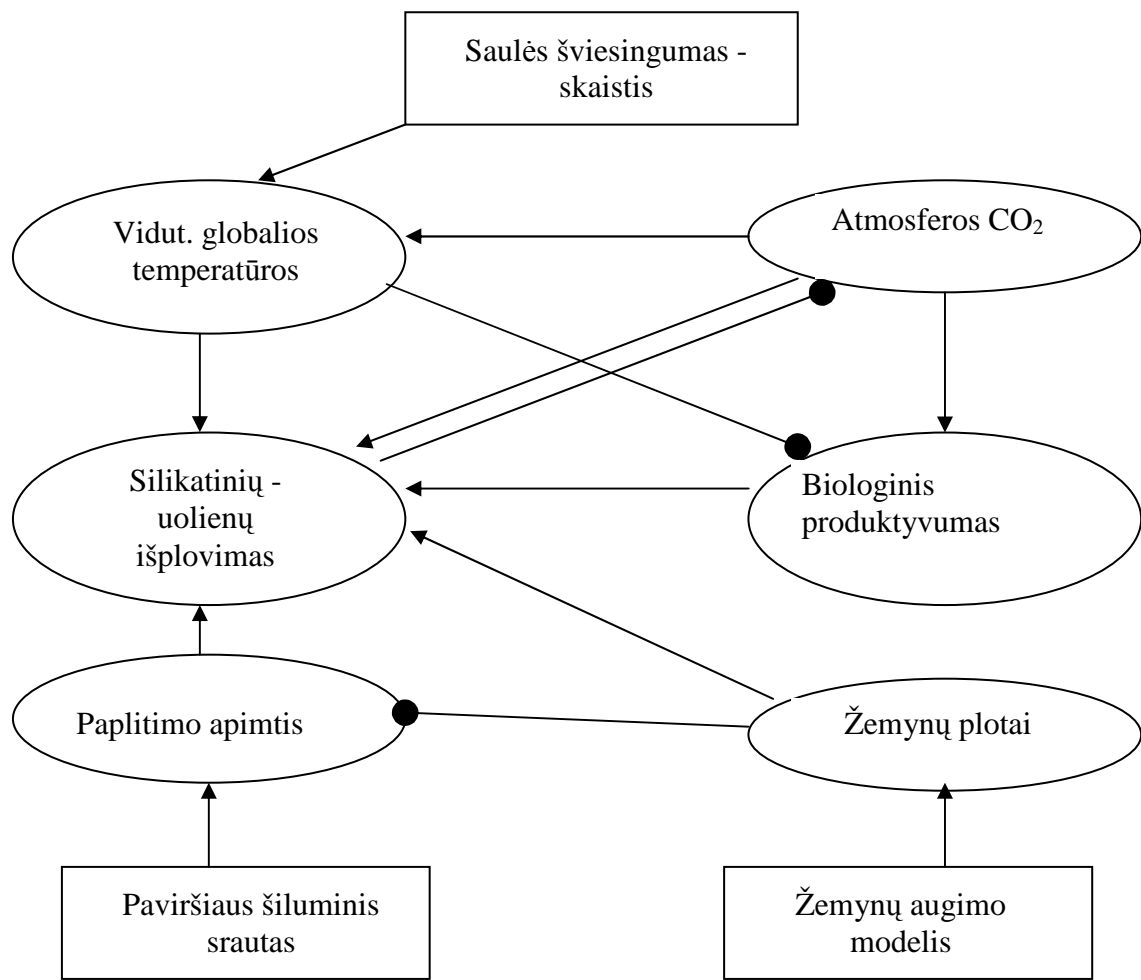 Saulės šviesingumas -
skaistis
Vidut. globalios
temperatūros
Atmosferos CO₂
Silikatinių -
uolienų
išplovimas
Biologinis
produktyvumas
Paplitimo apimtis
Žemynų plotai
Paviršiaus šiluminis
srautas
Žemynų augimo
modelis